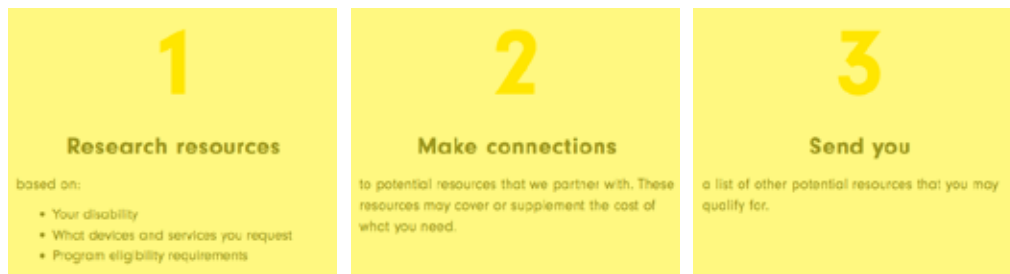 1
Research resources
based on:
• Your disability
• What devices and services you request
• Program eligibility requirements
2
Make connections
to potential resources that we partner with. These
resources may cover or supplement the cost of
what you need.
3
Send you
a list of other potential resources that you may
qualify for.